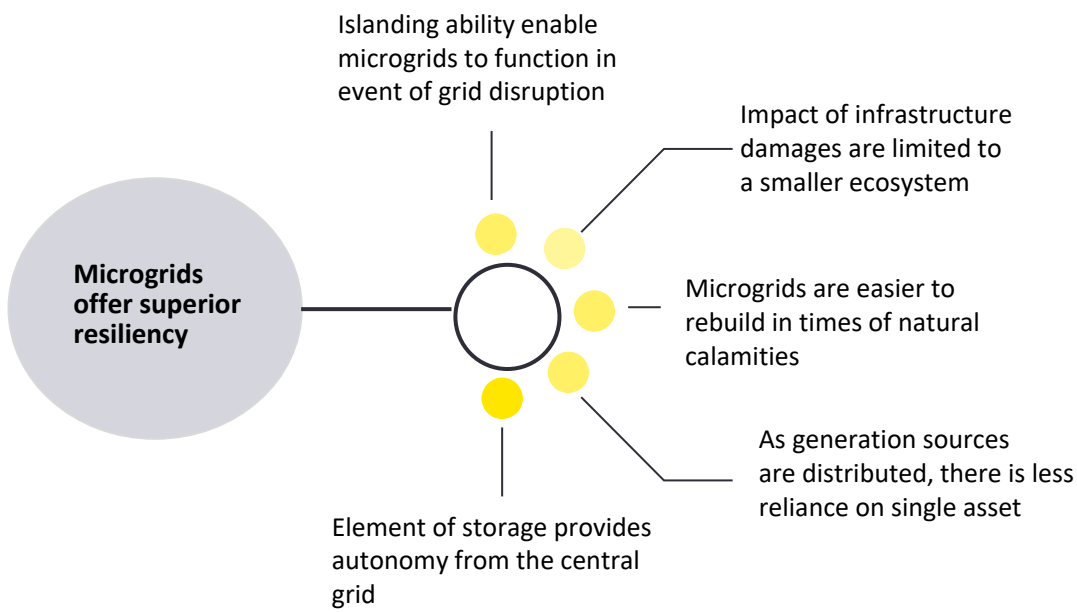 Islanding ability enable
microgrids to function in
event of grid disruption
Impact of infrastructure
damages are limited to
a smaller ecosystem
Microgrids
offer superior
resiliency
Microgrids are easier to
rebuild in times of natural
calamities
As generation sources
are distributed, there is less
reliance on single asset
Element of storage provides
autonomy from the central
grid